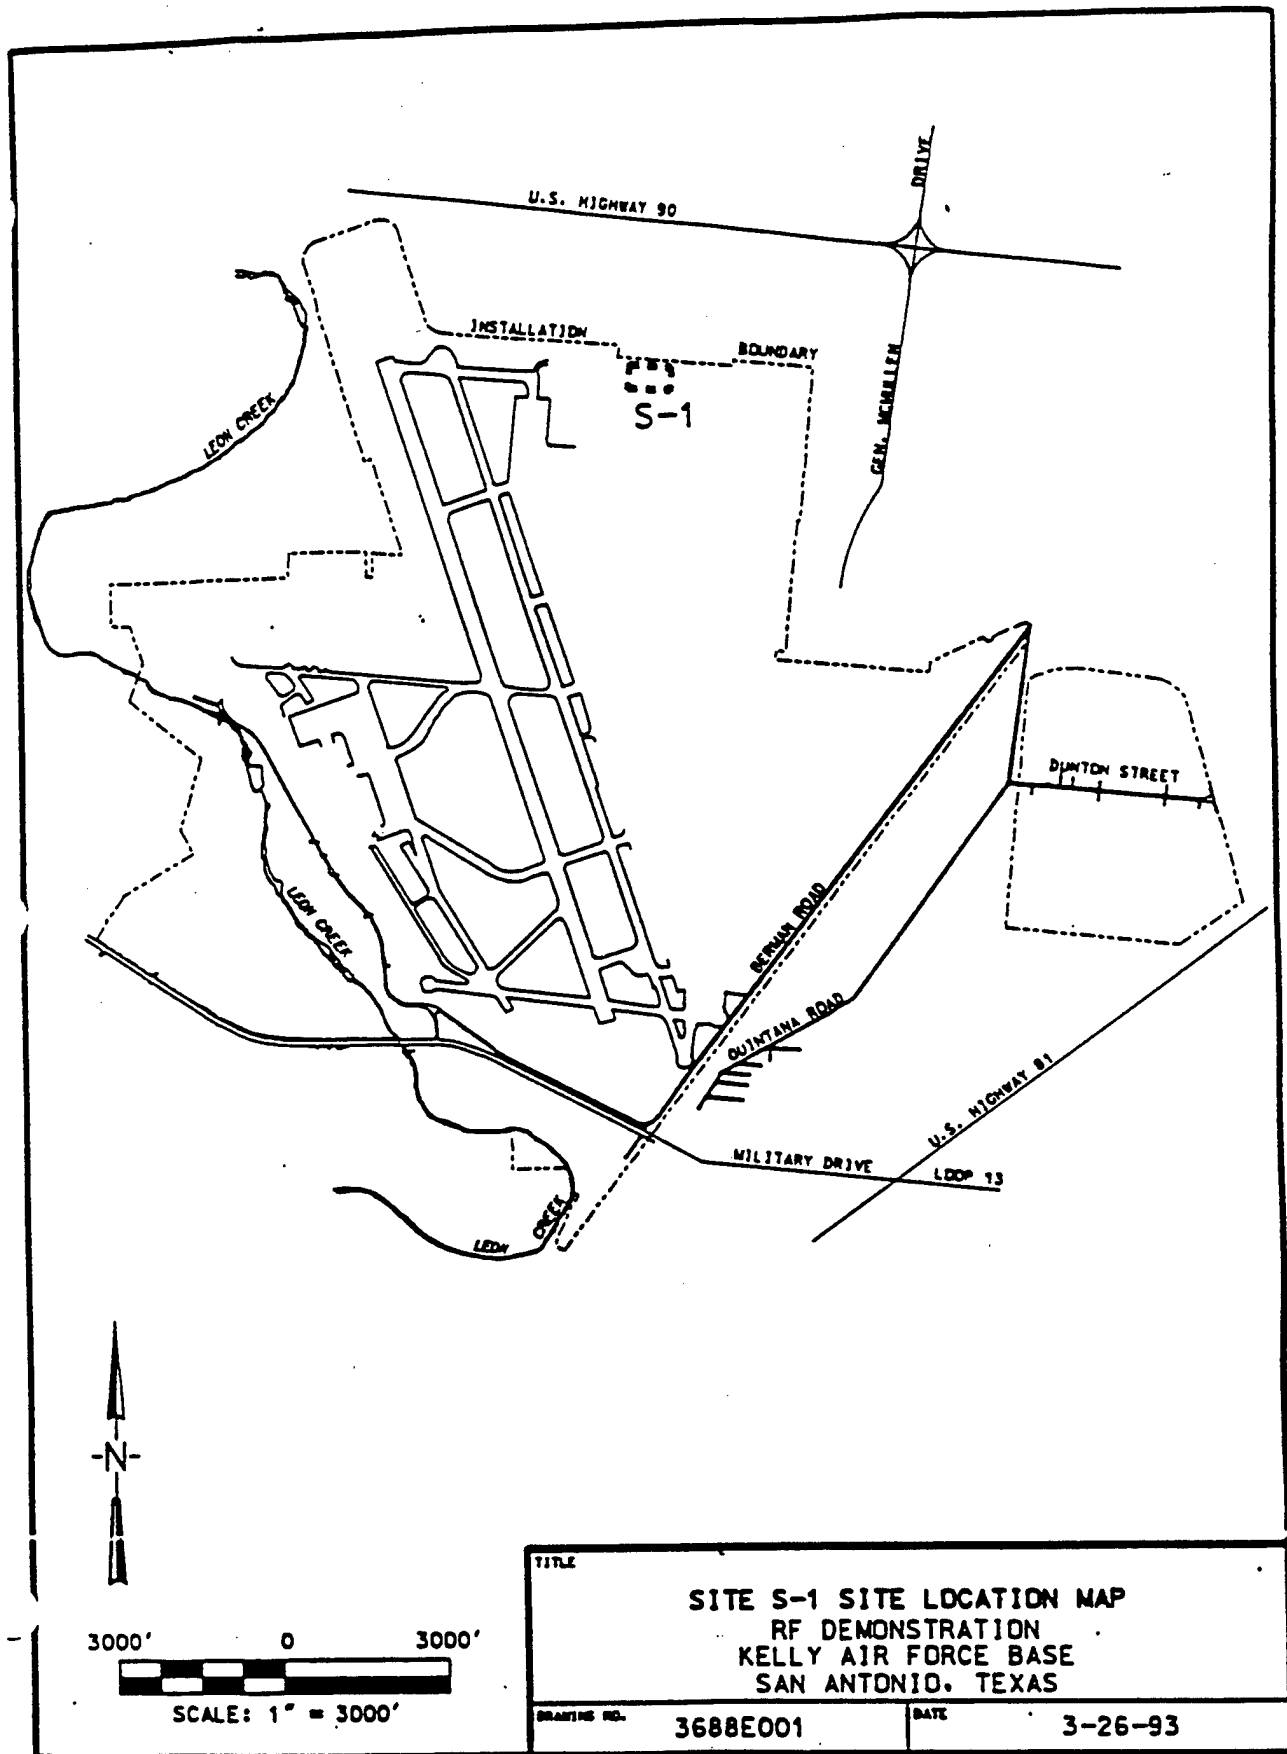 DRIVE
U.S. HIGHWAY 90
INSTALLATION
BOUNDARY
S-1
GEN. MCMULLEN
LEON CREEK
DUNTON STREET
LEON CREEK
BERMAN ROAD
QUINTANA ROAD
U.S. HIGHWAY 81
MILITARY DRIVE
LOOP 13
CREEK
LEON
-N-
3000' 0 3000'
SCALE: 1" = 3000'
TITLE
SITE S-1 SITE LOCATION MAP
RF DEMONSTRATION
KELLY AIR FORCE BASE
SAN ANTONIO, TEXAS
DRAWING NO.
3688E001
DATE
3-26-93